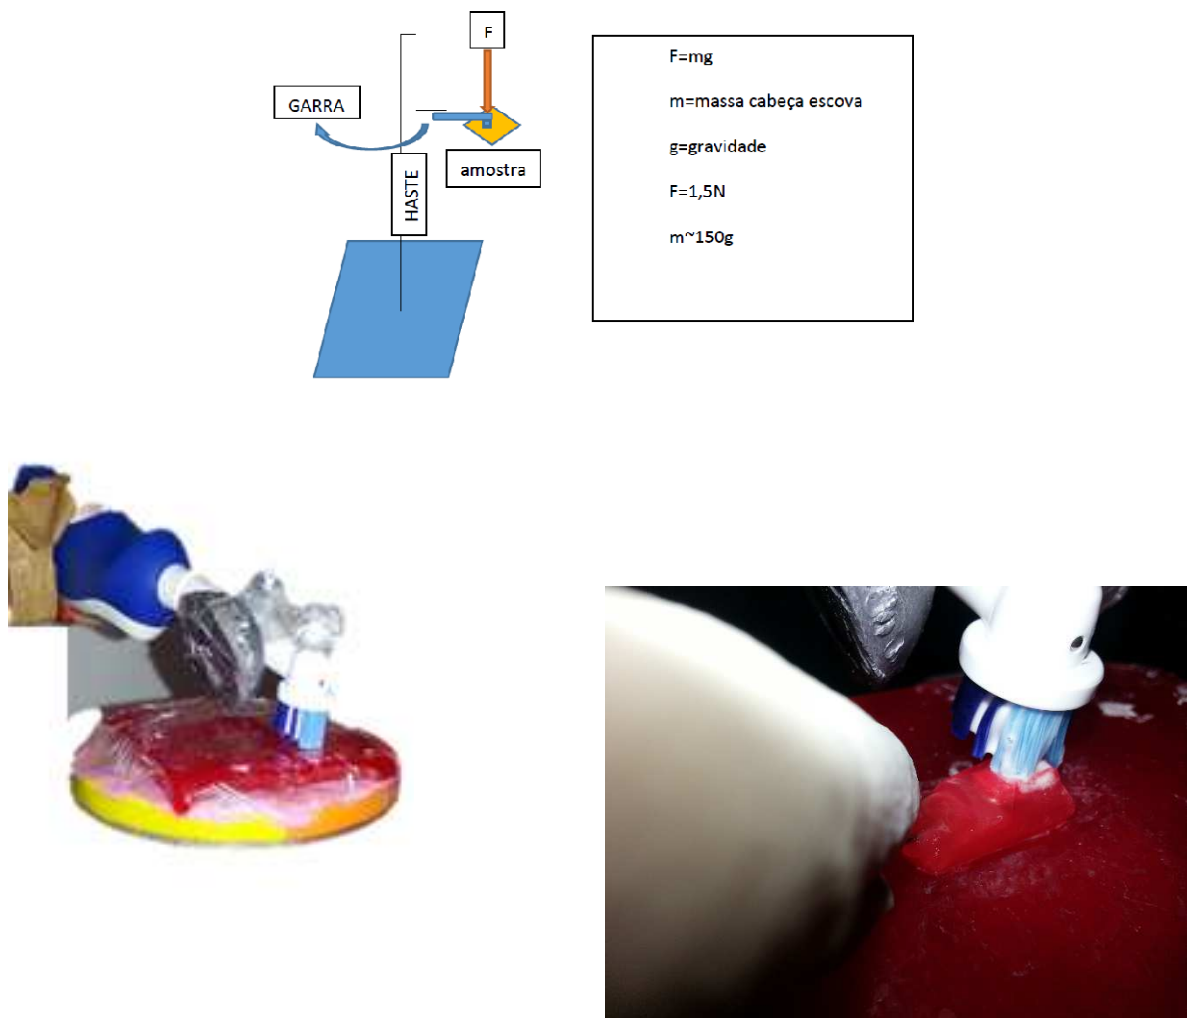 F
GARRA
amostra
HASTE
F=mg
m=massa cabeça escova
g=gravidade
F=1,5N
m~150g